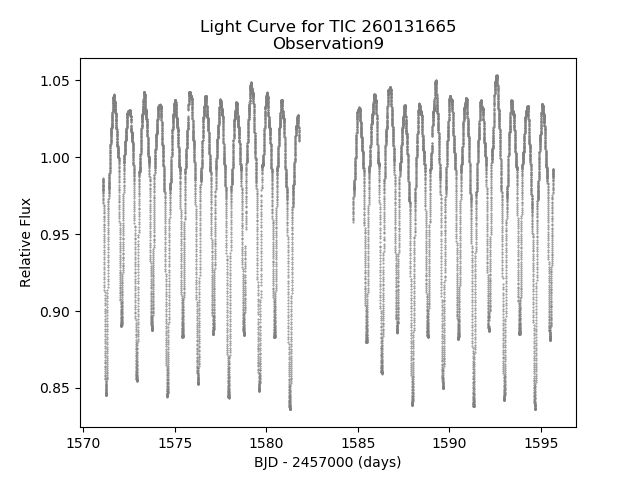 Light Curve for TIC 260131665
Observation9
Relative Flux
1.05
1.00
0.95
0.90
0.85
1570 1575 1580 1585 1590 1595
BJD - 2457000 (days)